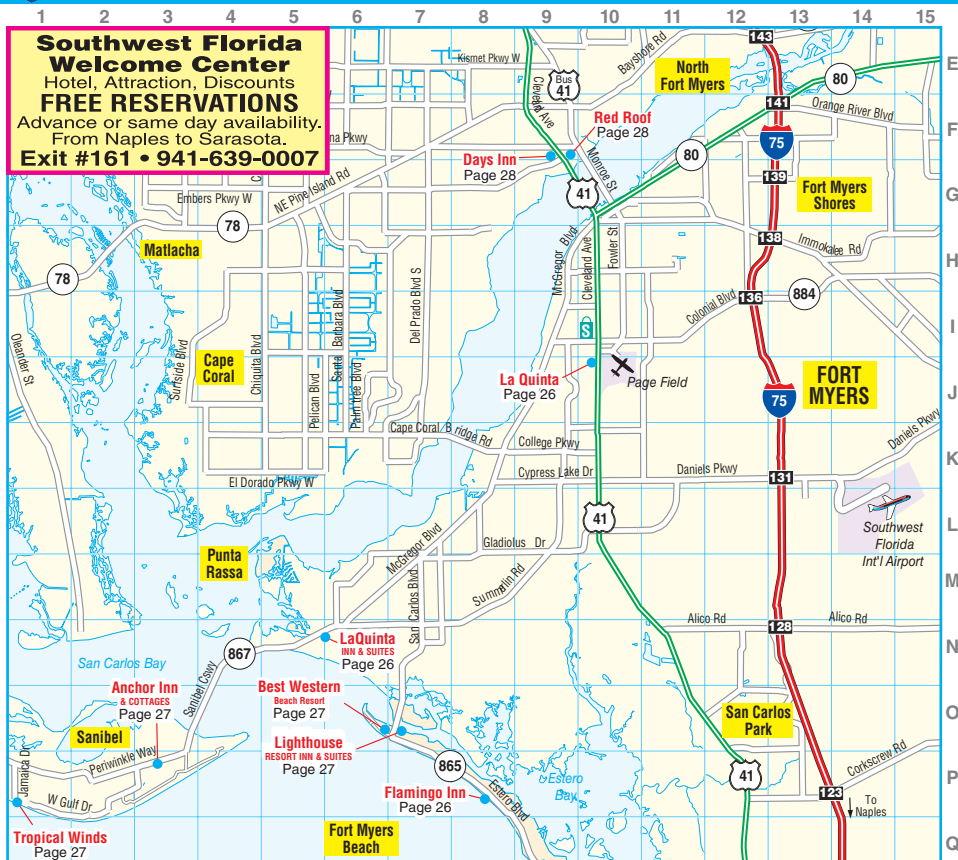 1 2 3 4 5 6 7 8 9 10 11 12 13 14 15
Southwest Florida
Welcome Center
Hotel, Attraction, Discounts
FREE RESERVATIONS
Advance or same day availability.
From Naples to Sarasota.
Exit #161 • 941-639-0007
E
F
G
H
I
J
K
L
M
N
O
P
Q
143
Kismet Pkwy W
Bayshore Rd
Cleveland Ave
Bus
41
North
Fort Myers
80
141
Orange River Blvd
na Pkwy
Red Roof
Page 28
Days Inn
Page 28
Monroe St
80
75
139
Embers Pkwy W
NE Pine Island Rd
41
Fort Myers
Shores
78
Matlacha
78
McGregor Blvd
Cleveland Ave
Fowler St
138
Immokalee Rd
136
884
Colonial Blvd
S
Oleander St
Surfside Blvd
Cape
Coral
Chiquita Blvd
Pelican Blvd
Santa Barbara Blvd
Palm tree Blvd
Del Prado Blvd S
La Quinta
Page 26
Page Field
FORT
MYERS
75
Cape Coral B ridge Rd
College Pkwy
Daniels Pkwy
El Dorado Pkwy W
Cypress Lake Dr
Daniels Pkwy
131
41
Southwest
Florida
Int'l Airport
Punta
Rassa
McGregor Blvd
Gladiolus Dr
Summerlin Rd
San Carlos Blvd
Alico Rd
128
Alico Rd
867
LaQuinta
INN & SUITES
Page 26
San Carlos Bay
Sanibel Cswy
Anchor Inn
& COTTAGES
Page 27
Best Western
Beach Resort
Page 27
Sanibel
Lighthouse
RESORT INN & SUITES
Page 27
San Carlos
Park
Jamaica Dr
Periwinkle Way
865
Estero
Bay
41
Corkscrew Rd
W Gulf Dr
Flamingo Inn
Page 26
Estero Blvd
123
To
Naples
Tropical Winds
Page 27
Fort Myers
Beach